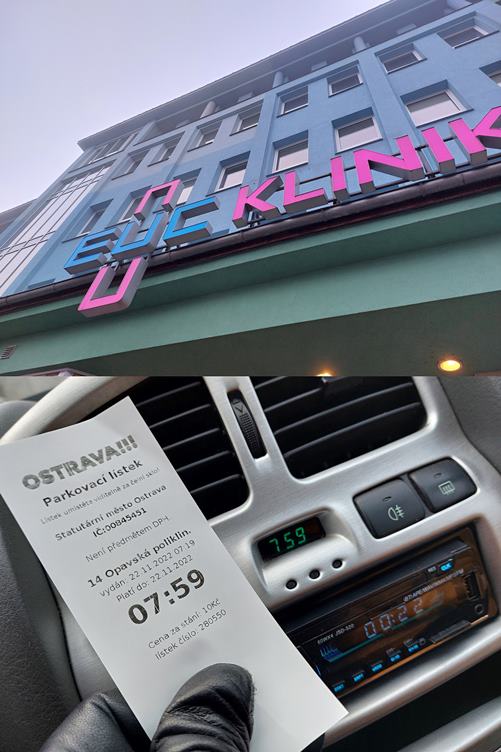 EUC KLINIK
OSTRAVA!!!
Parkovací lístek
Lístek umístěte viditelně za čelní sklo!
Statutární město Ostrava
IČ:00845451
Není předmětem DPH
14 Opavská poliklin.
vydán: 22.11.2022 07:19
Platí do: 22.11.2022
07:59
Cena za stání: 10Kč
lístek číslo: 280550
7:59
00:22